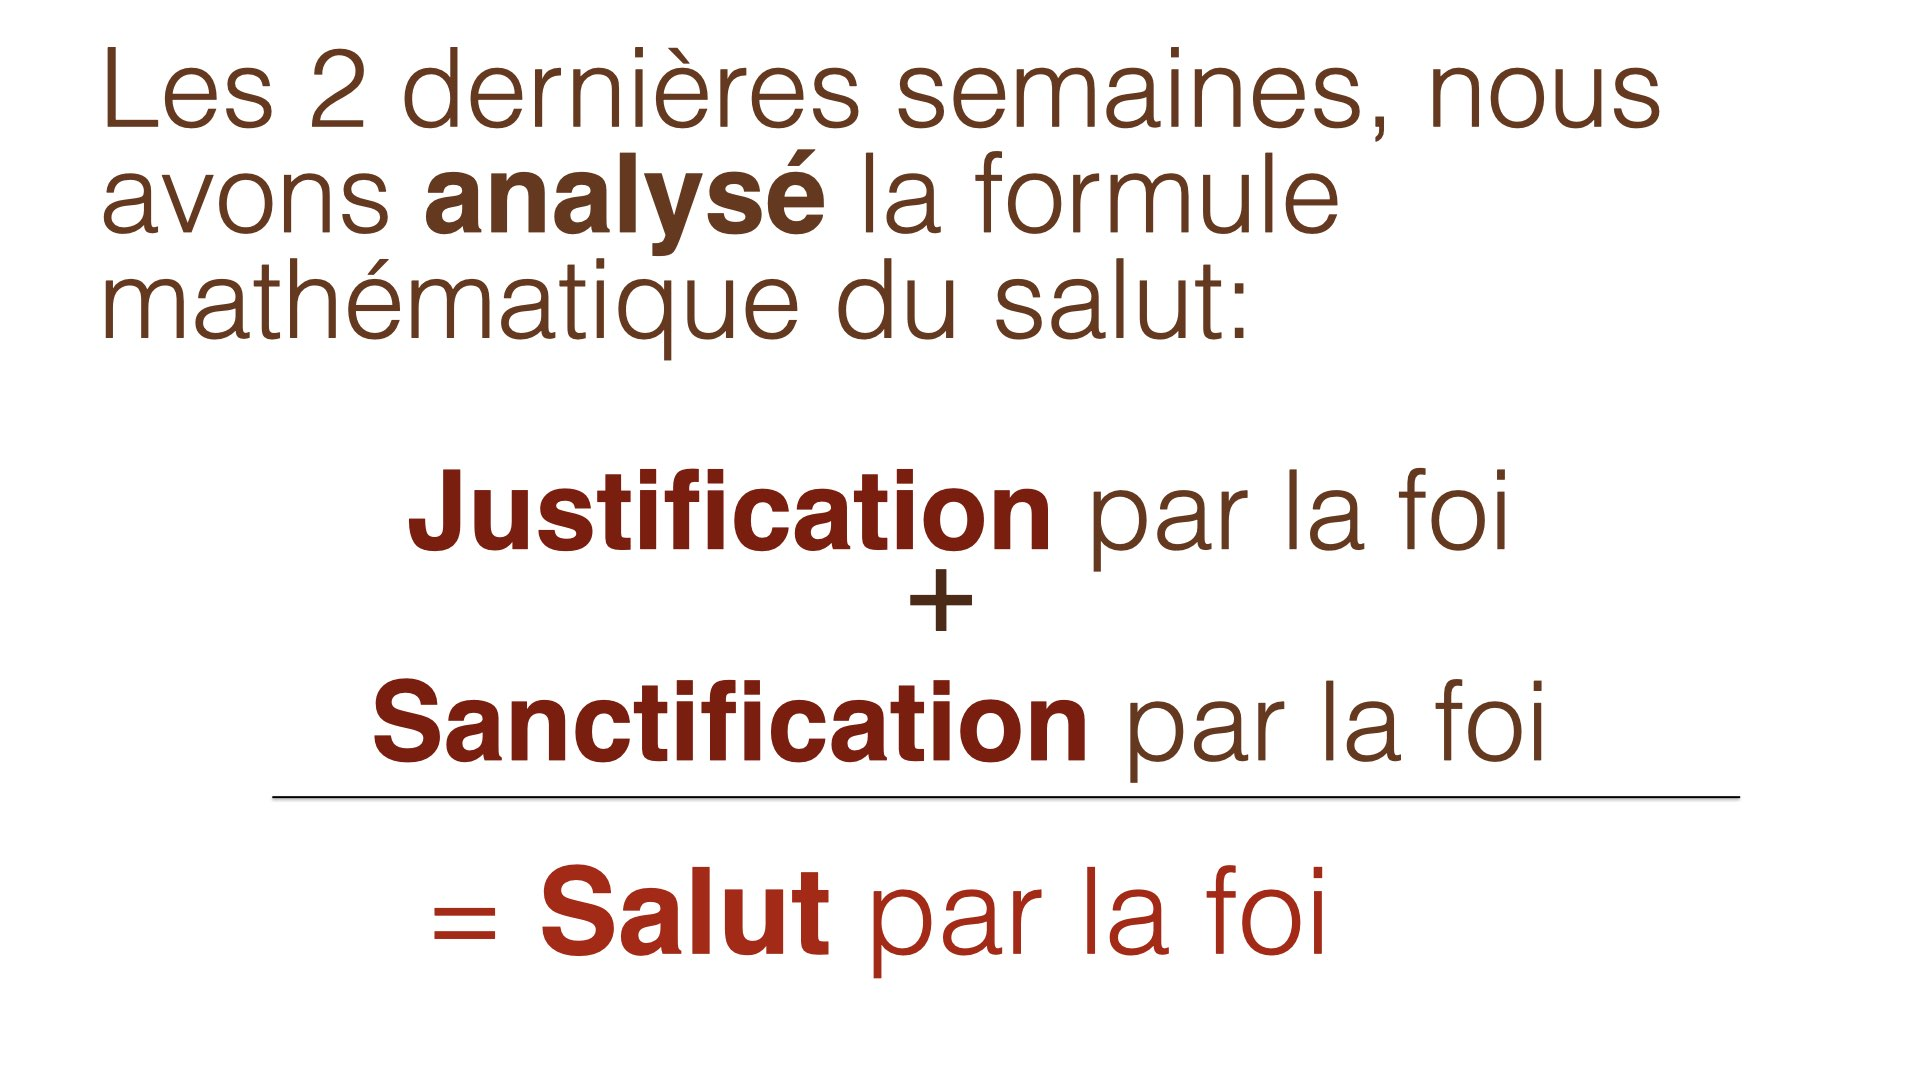 Les 2 dernières semaines, nous
avons analysé la formule
mathématique du salut:
Justification par la foi
+
Sanctification par la foi
= Salut par la foi